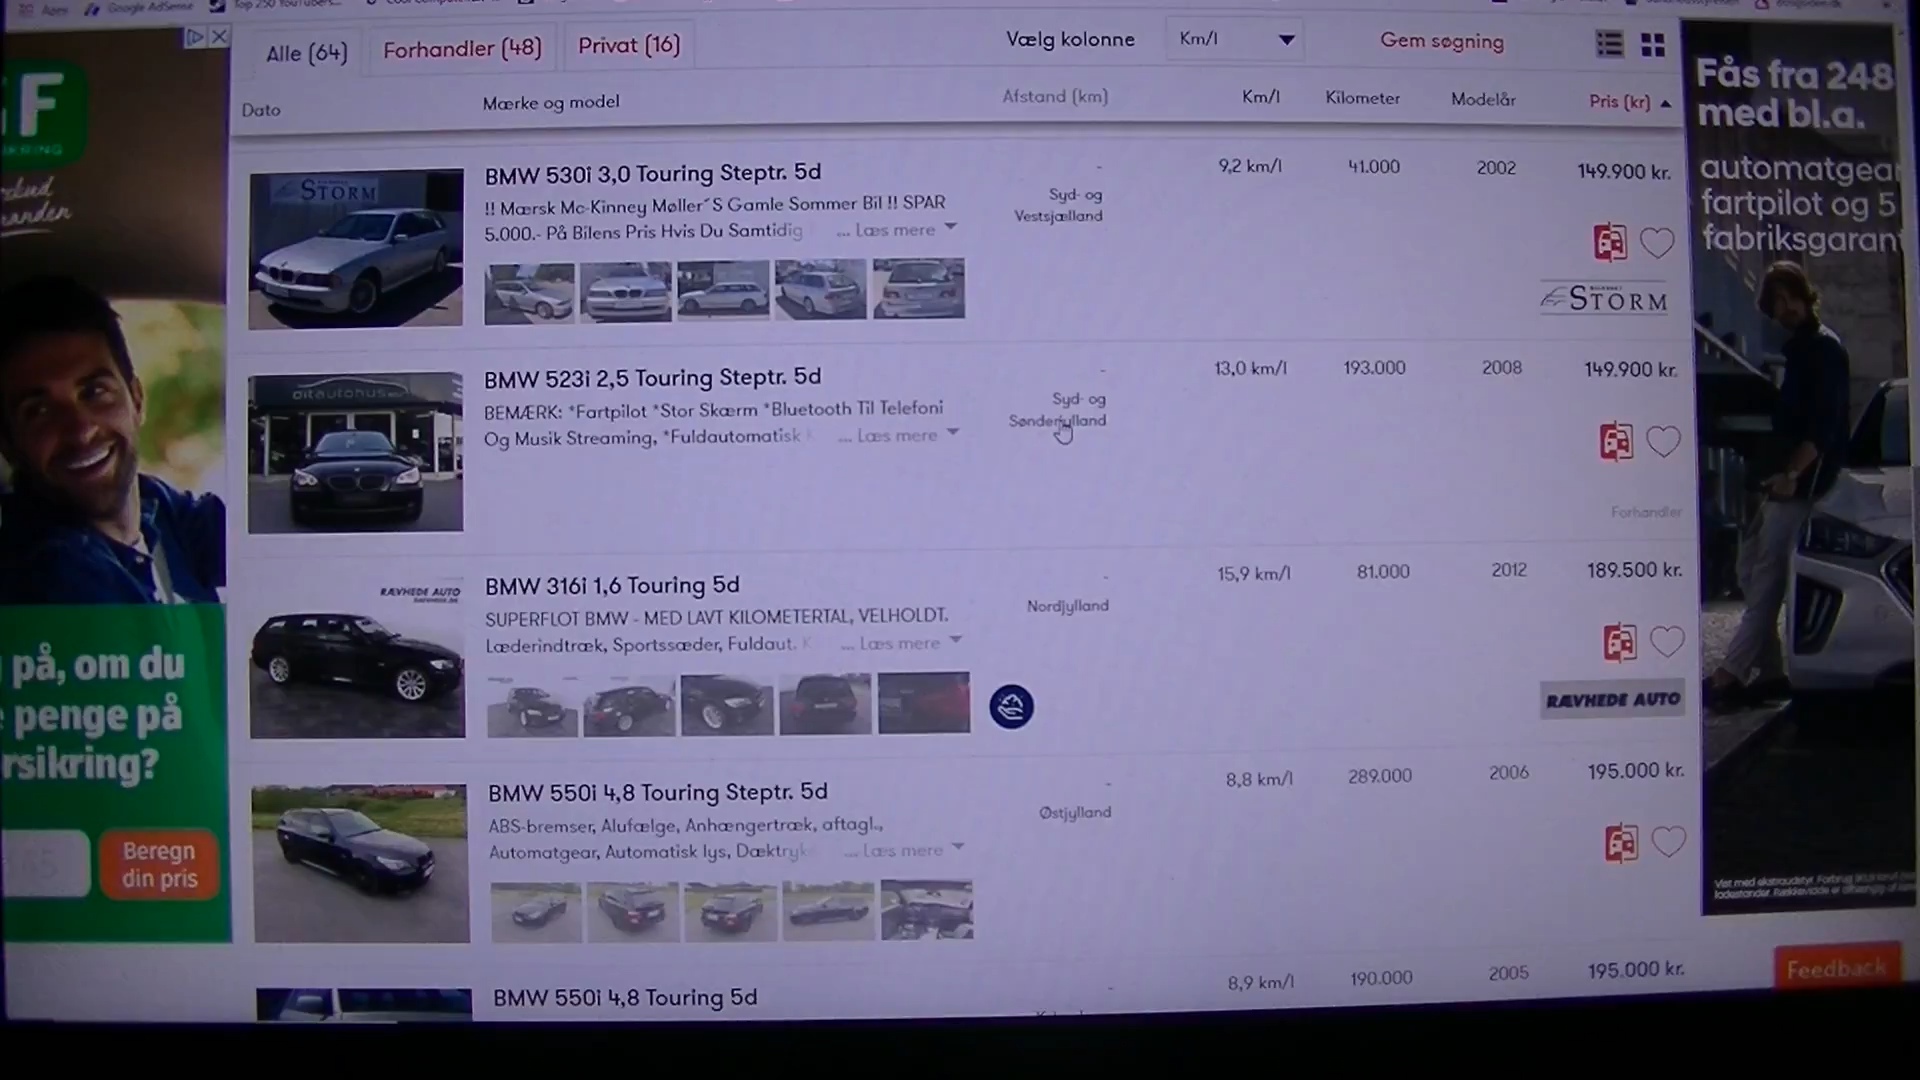 Apex
Google AdSense
Top 250 YouTubers...
Alle (64)
Forhandler (48)
Privat (16)
Vælg kolonne
Km/l
Gem søgning
Dato
Mærke og model
Afstand (km)
Km/l
Kilometer
Modelår
Pris (kr)
STORM
BMW 530i 3,0 Touring Steptr. 5d
!! Mærsk Mc-Kinney Møller´S Gamle Sommer Bil !! SPAR
5.000.- På Bilens Pris Hvis Du Samtidig
... Læs mere
-
Syd- og
Vestsjælland
9,2 km/l
41.000
2002
149.900 kr.
STORM
BMW 523i 2,5 Touring Steptr. 5d
BEMÆRK: *Fartpilot *Stor Skærm *Bluetooth Til Telefoni
Og Musik Streaming, *Fuldautomatisk
... Læs mere
-
Syd- og
Sønderjylland
13,0 km/l
193.000
2008
149.900 kr.
Forhandler
RÆVHEDE AUTO
BMW 316i 1,6 Touring 5d
SUPERFLOT BMW - MED LAVT KILOMETERTAL, VELHOLDT.
Læderindtræk, Sportssæder, Fuldaut. K
... Læs mere
-
Nordjylland
15,9 km/l
81.000
2012
189.500 kr.
RÆVHEDE AUTO
BMW 550i 4,8 Touring Steptr. 5d
ABS-bremser, Alufælge, Anhængertræk, aftagl.,
Automatgear, Automatisk lys, Dæktryk
... Læs mere
-
Østjylland
8,8 km/l
289.000
2006
195.000 kr.
BMW 550i 4,8 Touring 5d
-
8,9 km/l
190.000
2005
195.000 kr.
Feedback
F
på, om du
penge på
rsikring?
Beregn
din pris
Fås fra 248
med bl.a.
automatgear
fartpilot og 5
fabriksgaran